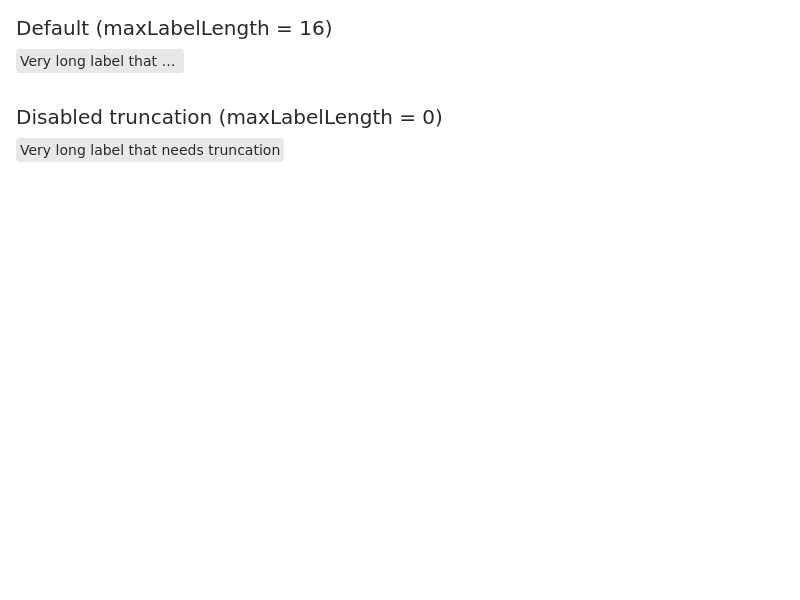 Default (maxLabelLength = 16)
Very long label that …
Disabled truncation (maxLabelLength = 0)
Very long label that needs truncation